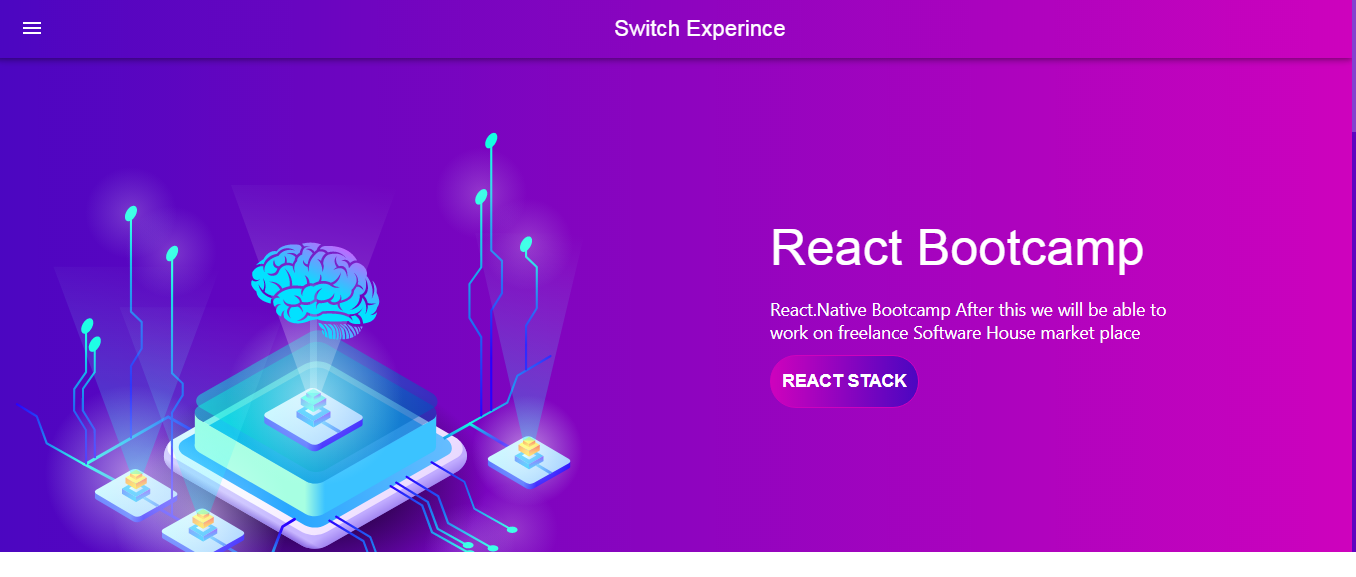 Switch Experince
React Bootcamp
React.Native Bootcamp After this we will be able to
work on freelance Software House market place
REACT STACK